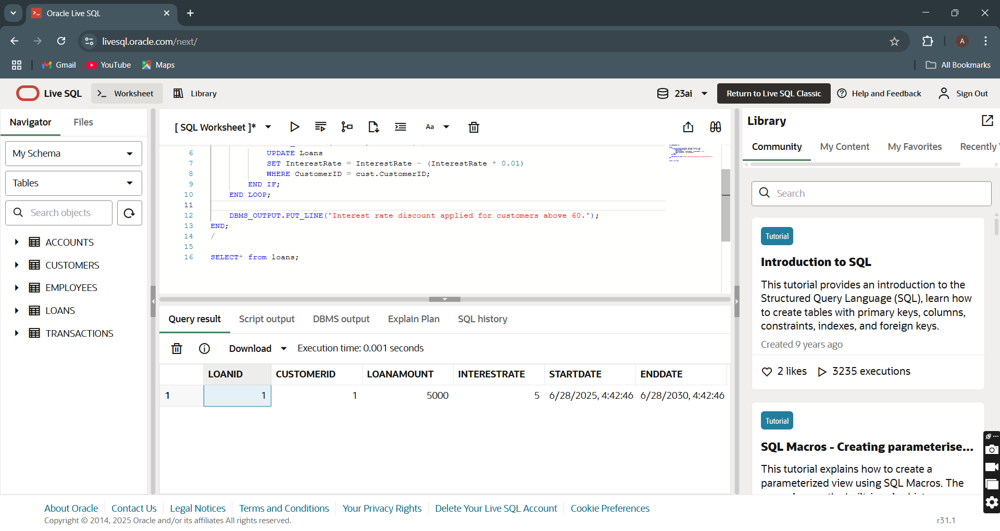 Oracle Live SQL
livesql.oracle.com/next/
A
Gmail
YouTube
Maps
All Bookmarks
Live SQL
Worksheet
Library
23ai
Return to Live SQL Classic
Help and Feedback
Sign Out
Navigator
Files
My Schema
Tables
Search objects
ACCOUNTS
CUSTOMERS
EMPLOYEES
LOANS
TRANSACTIONS
[ SQL Worksheet ]*
Aa
6 UPDATE Loans
7 SET InterestRate = InterestRate - (InterestRate * 0.01)
8 WHERE CustomerID = cust.CustomerID;
9 END IF;
10 END LOOP;
11
12 DBMS_OUTPUT.PUT_LINE('Interest rate discount applied for customers above 60.');
13 END;
14 /
15
16 SELECT* from loans;
Query result
Script output
DBMS output
Explain Plan
SQL history
Download
Execution time: 0.001 seconds
LOANID CUSTOMERID LOANAMOUNT INTERESTRATE STARTDATE ENDDATE
1 1 1 5000 5 6/28/2025, 4:42:46 6/28/2030, 4:42:46
Library
Community
My Content
My Favorites
Recently
Search
Tutorial
Introduction to SQL
This tutorial provides an introduction to the
Structured Query Language (SQL), learn how
to create tables with primary keys, columns,
constraints, indexes, and foreign keys.
Created 9 years ago
2 likes
3235 executions
Tutorial
SQL Macros - Creating parameterise...
This tutorial explains how to create a
parameterized view using SQL Macros. The
About Oracle
Contact Us
Legal Notices
Terms and Conditions
Your Privacy Rights
Delete Your Live SQL Account
Cookie Preferences
Copyright © 2014, 2025 Oracle and/or its affiliates All rights reserved.
r31.1